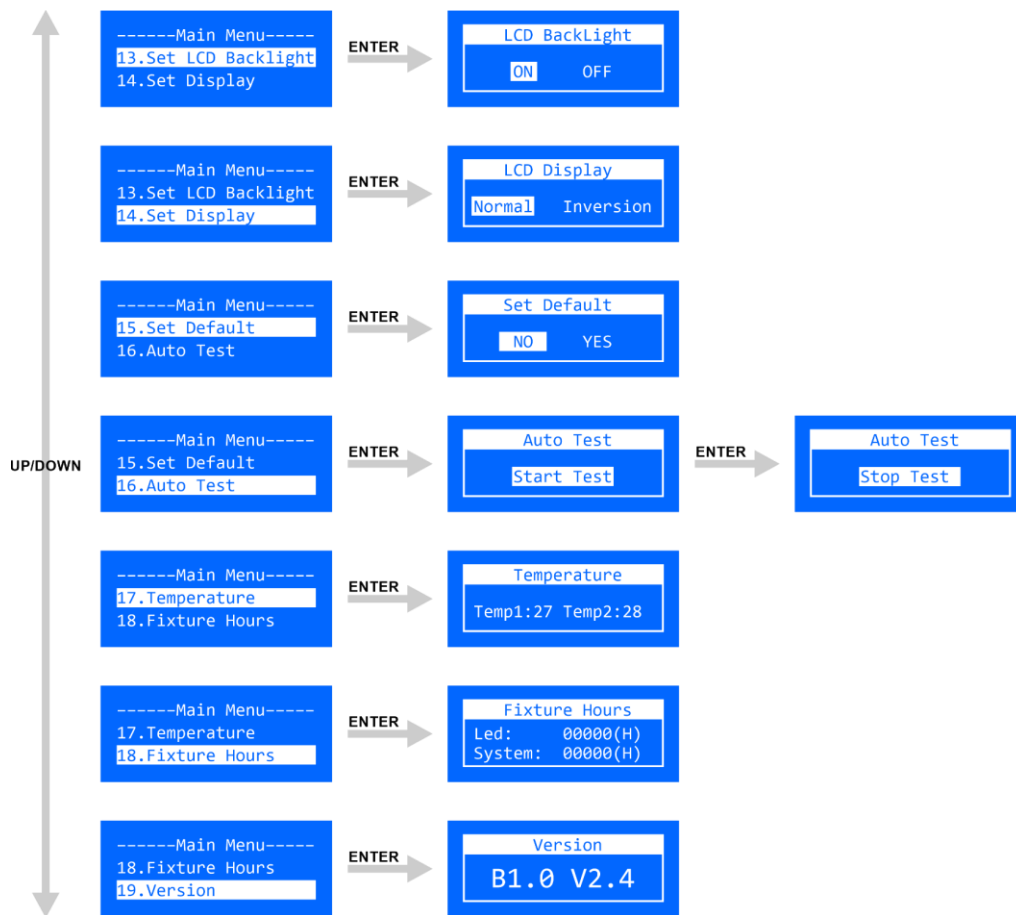 ------Main Menu-----
13.Set LCD Backlight
14.Set Display
ENTER
LCD BackLight
ON OFF
------Main Menu-----
13.Set LCD Backlight
14.Set Display
ENTER
LCD Display
Normal Inversion
------Main Menu-----
15.Set Default
16.Auto Test
ENTER
Set Default
NO YES
UP/DOWN
------Main Menu-----
15.Set Default
16.Auto Test
ENTER
Auto Test
Start Test
ENTER
Auto Test
Stop Test
------Main Menu-----
17.Temperature
18.Fixture Hours
ENTER
Temperature
Temp1:27 Temp2:28
------Main Menu-----
17.Temperature
18.Fixture Hours
ENTER
Fixture Hours
Led: 00000(H)
System: 00000(H)
------Main Menu-----
18.Fixture Hours
19.Version
ENTER
Version
B1.0 V2.4